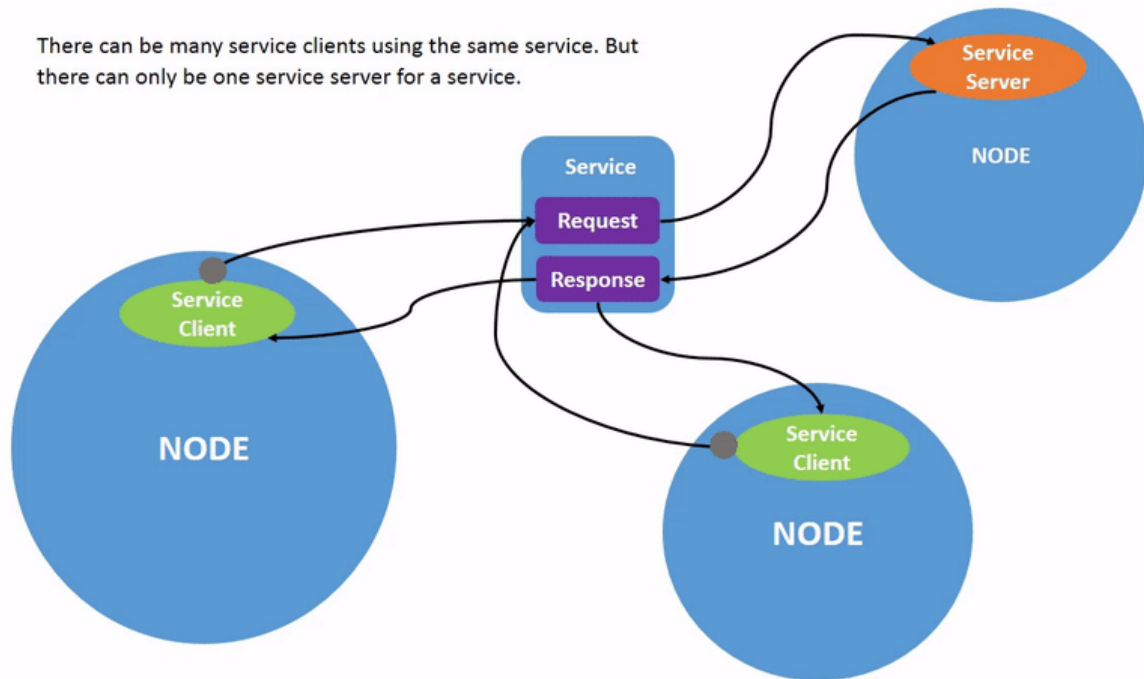 There can be many service clients using the same service. But
there can only be one service server for a service.
Service
Server
NODE
Service
Request
Response
Service
Client
NODE
Service
Client
NODE